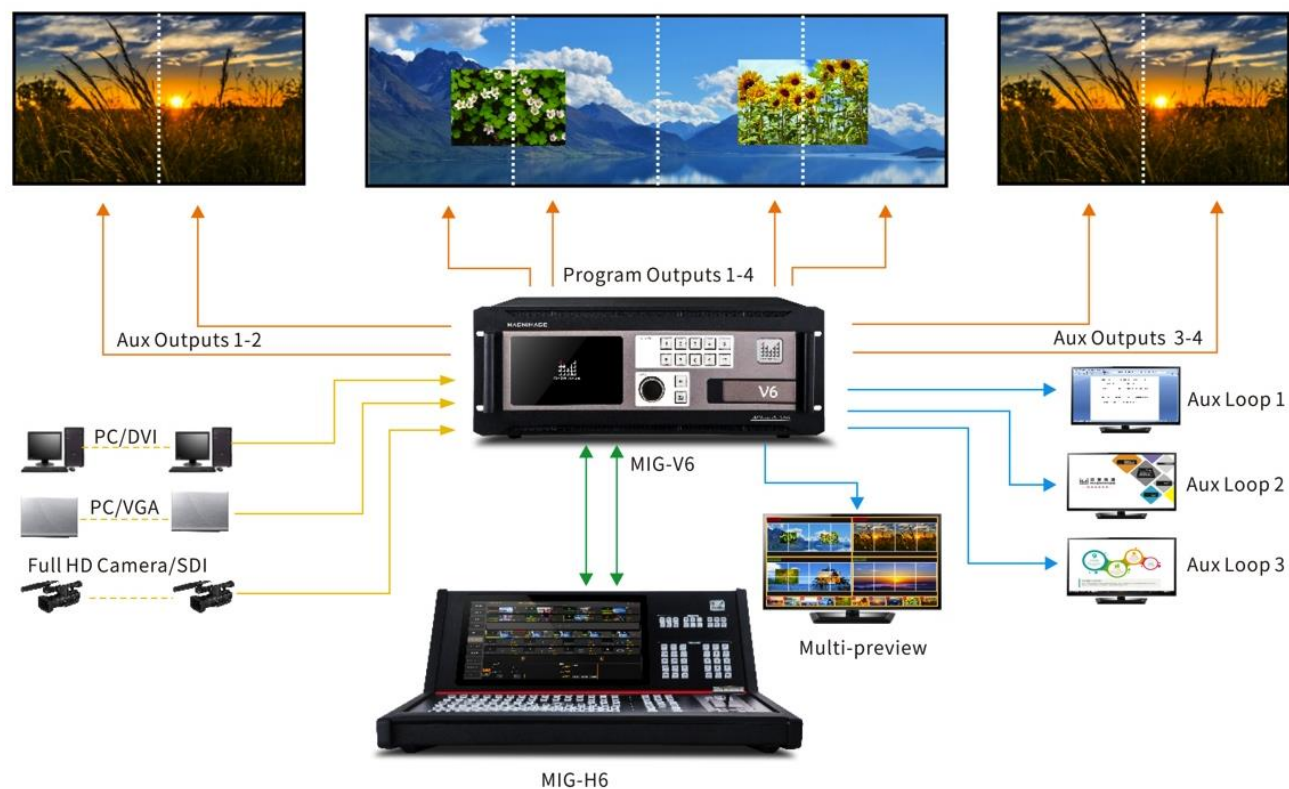 Program Outputs 1-4
Aux Outputs 1-2
Aux Outputs 3-4
MAGNIMAGE
V6
MIG-V6
PC/DVI
PC/VGA
Full HD Camera/SDI
Aux Loop 1
Aux Loop 2
Aux Loop 3
Multi-preview
MIG-H6